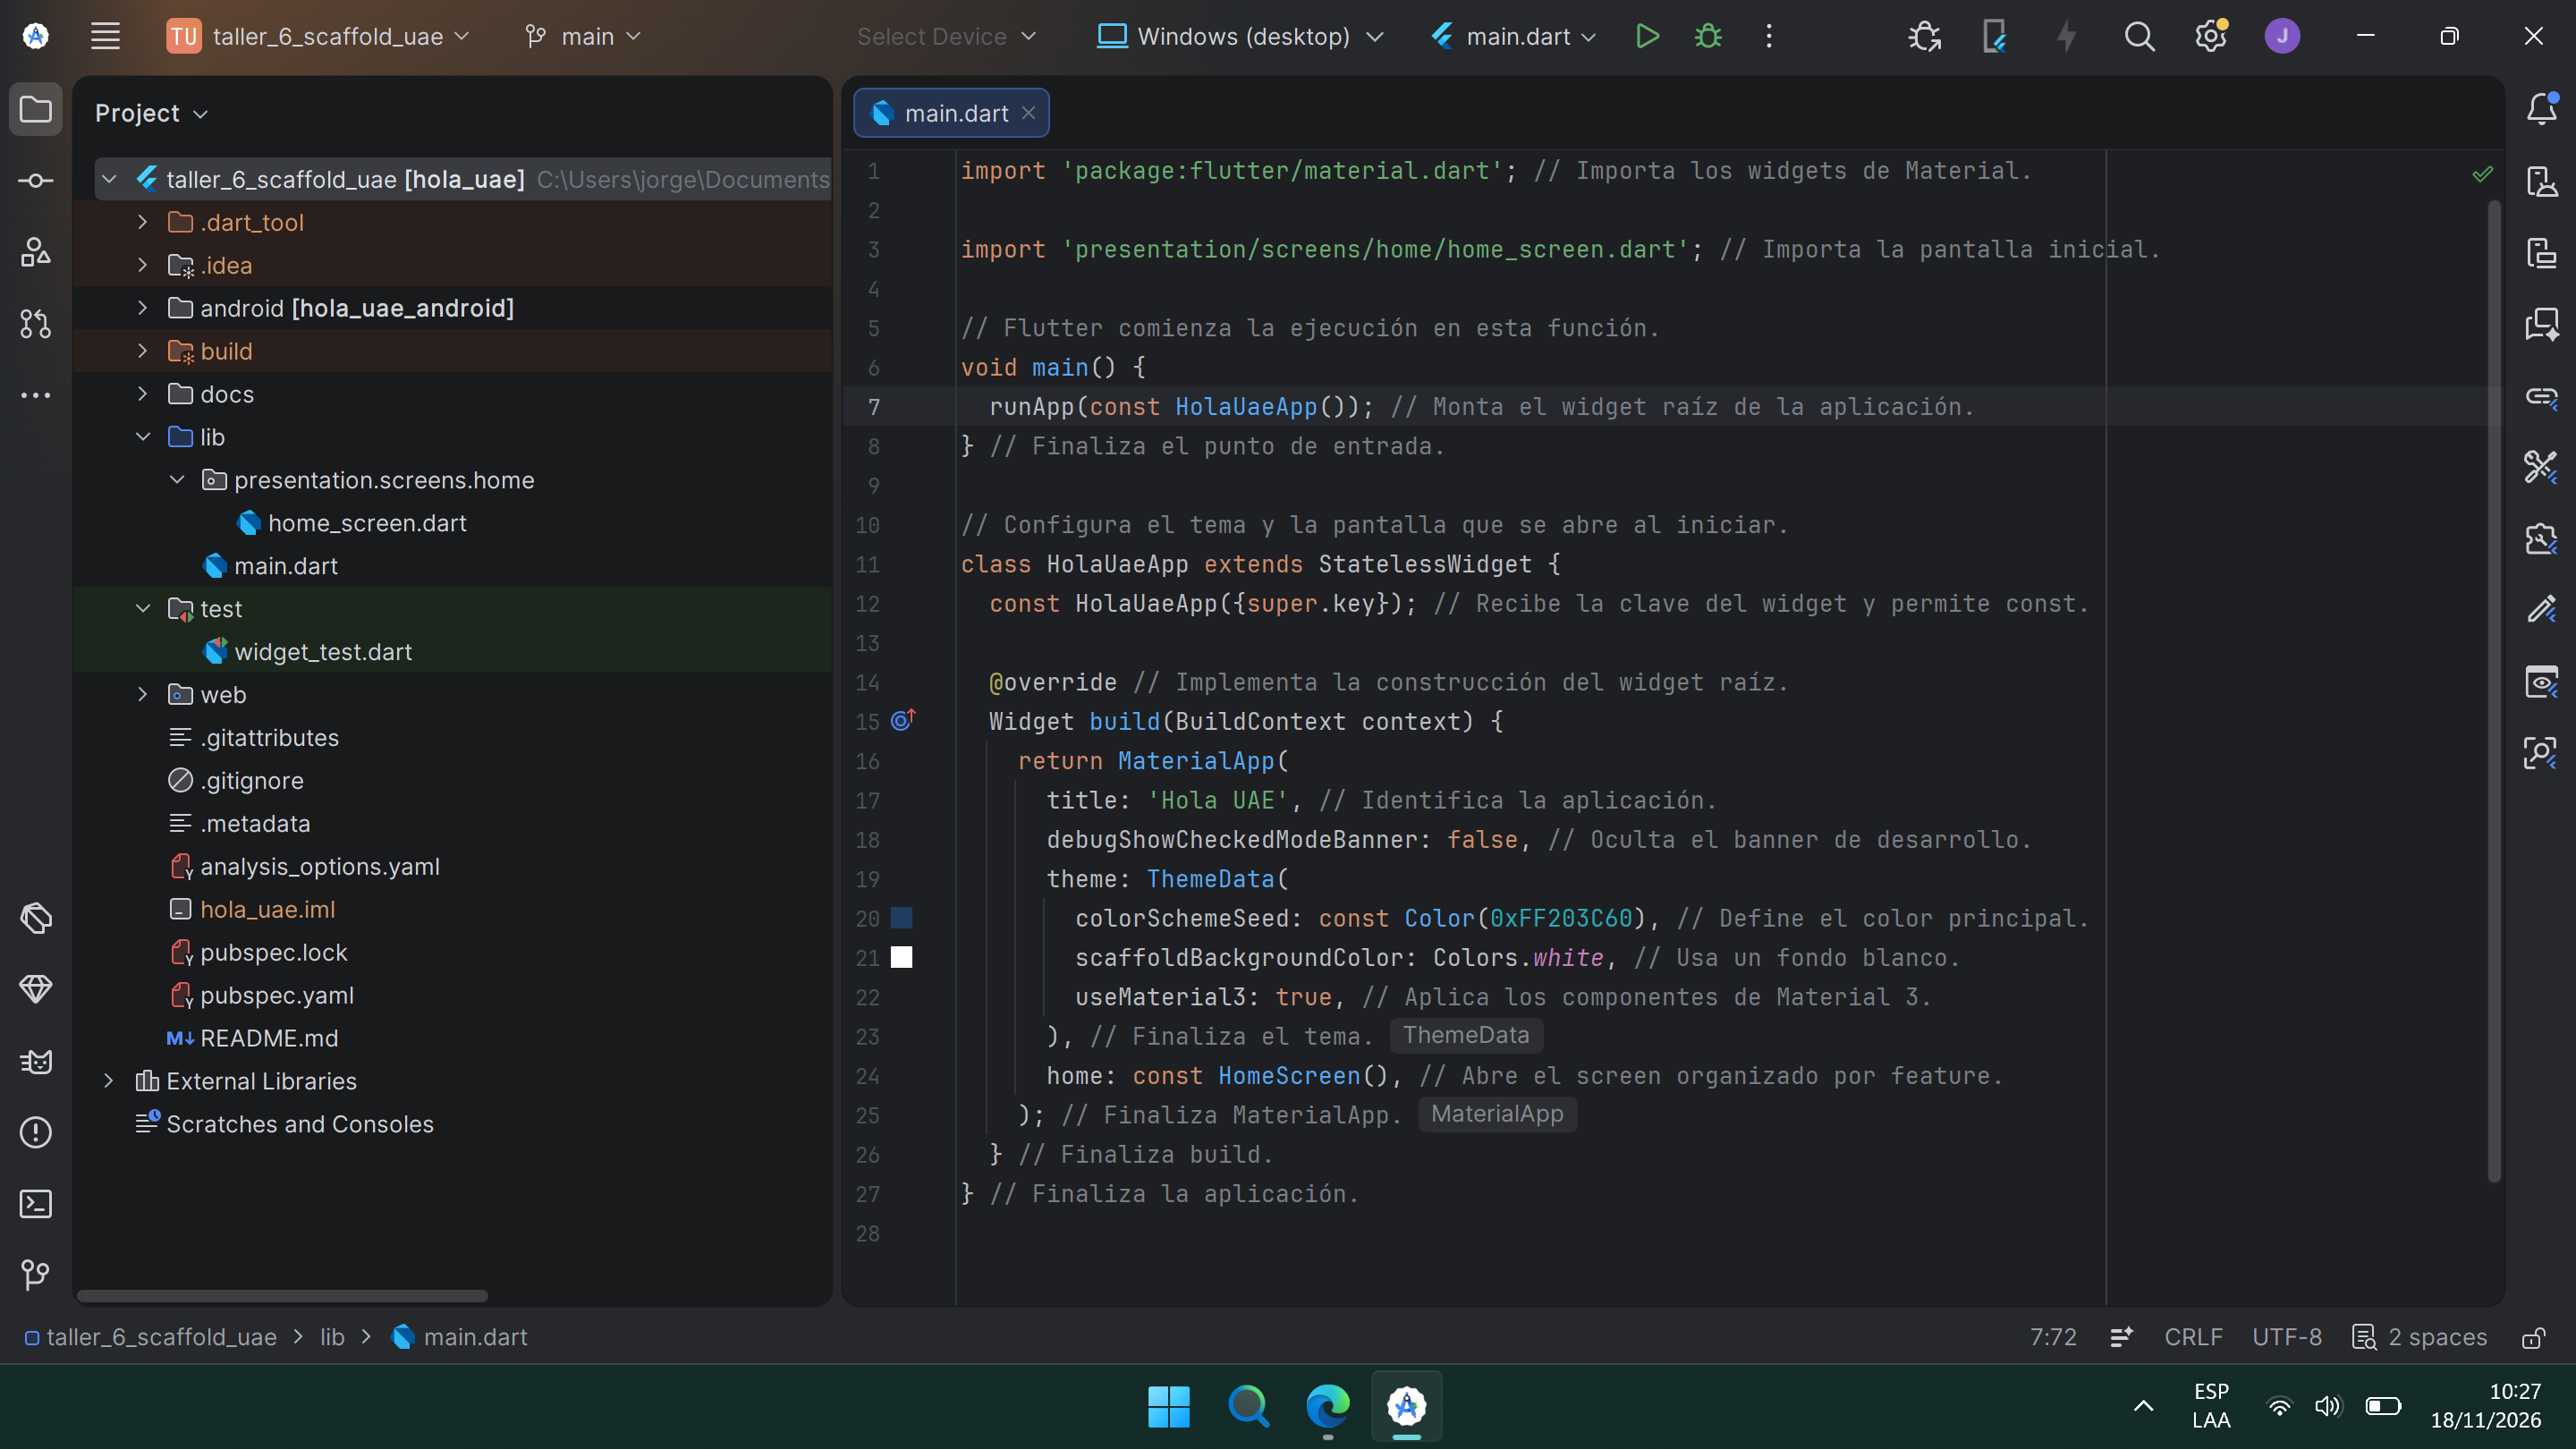 TU taller_6_scaffold_uae main Select Device Windows (desktop) main.dart J
Project
main.dart
taller_6_scaffold_uae [hola_uae] C:\Users\jorge\Documents
.dart_tool
.idea
android [hola_uae_android]
build
docs
lib
presentation.screens.home
home_screen.dart
main.dart
test
widget_test.dart
web
.gitattributes
.gitignore
.metadata
analysis_options.yaml
hola_uae.iml
pubspec.lock
pubspec.yaml
M↓ README.md
External Libraries
Scratches and Consoles
1 import 'package:flutter/material.dart'; // Importa los widgets de Material.
2
3 import 'presentation/screens/home/home_screen.dart'; // Importa la pantalla inicial.
4
5 // Flutter comienza la ejecución en esta función.
6 void main() {
7 runApp(const HolaUaeApp()); // Monta el widget raíz de la aplicación.
8 } // Finaliza el punto de entrada.
9
10 // Configura el tema y la pantalla que se abre al iniciar.
11 class HolaUaeApp extends StatelessWidget {
12 const HolaUaeApp({super.key}); // Recibe la clave del widget y permite const.
13
14 @override // Implementa la construcción del widget raíz.
15 Widget build(BuildContext context) {
16 return MaterialApp(
17 title: 'Hola UAE', // Identifica la aplicación.
18 debugShowCheckedModeBanner: false, // Oculta el banner de desarrollo.
19 theme: ThemeData(
20 colorSchemeSeed: const Color(0xFF203C60), // Define el color principal.
21 scaffoldBackgroundColor: Colors.white, // Usa un fondo blanco.
22 useMaterial3: true, // Aplica los componentes de Material 3.
23 ), // Finaliza el tema. ThemeData
24 home: const HomeScreen(), // Abre el screen organizado por feature.
25 ); // Finaliza MaterialApp. MaterialApp
26 } // Finaliza build.
27 } // Finaliza la aplicación.
28
taller_6_scaffold_uae > lib > main.dart 7:72 CRLF UTF-8 2 spaces
ESP
LAA
10:27
18/11/2026